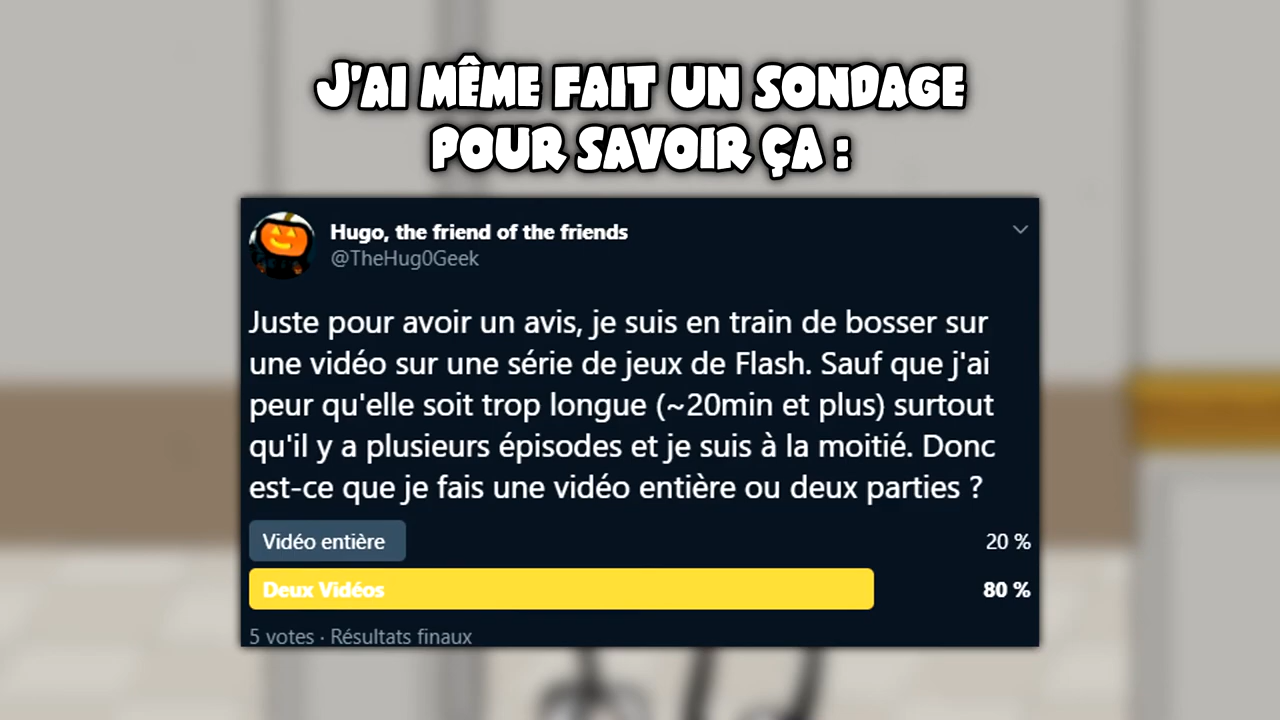 J'AI MÊME FAIT UN SONDAGE
POUR SAVOIR ÇA :
Hugo, the friend of the friends
@TheHug0Geek
Juste pour avoir un avis, je suis en train de bosser sur
une vidéo sur une série de jeux de Flash. Sauf que j'ai
peur qu'elle soit trop longue (~20min et plus) surtout
qu'il y a plusieurs épisodes et je suis à la moitié. Donc
est-ce que je fais une vidéo entière ou deux parties ?
Vidéo entière 20 %
Deux Vidéos 80 %
5 votes · Résultats finaux